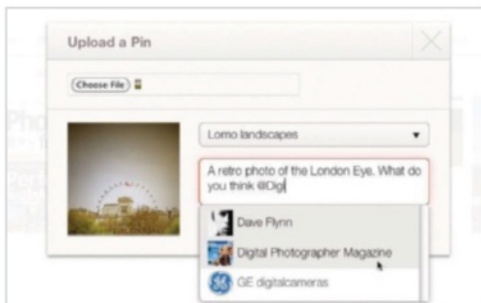 Upload a Pin
Choose File
Lomo landscapes
A retro photo of the London Eye. What do
you think @Digi
Dave Flynn
Digital Photographer Magazine
GE digitalcameras